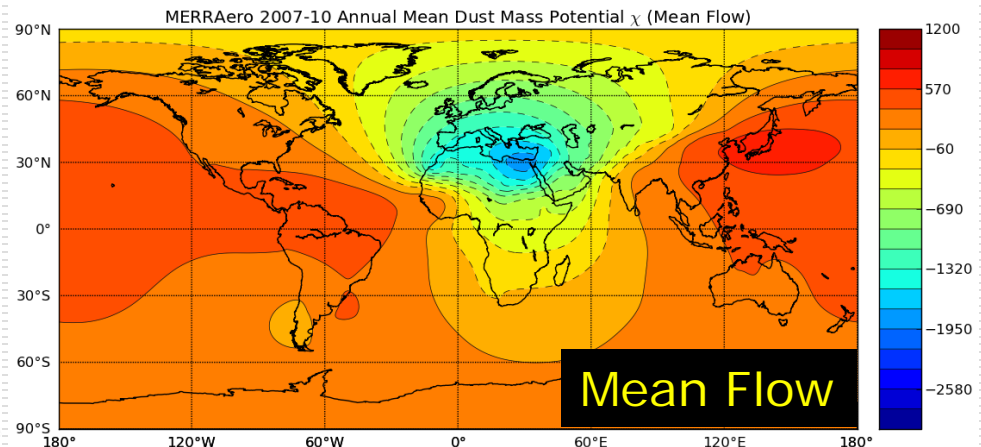 MERRAero 2007-10 Annual Mean Dust Mass Potential χ (Mean Flow)
90°N
60°N
30°N
0°
30°S
60°S
90°S
180° 120°W 60°W 0° 60°E 120°E 180°
1200
570
−60
−690
−1320
−1950
−2580
Mean Flow